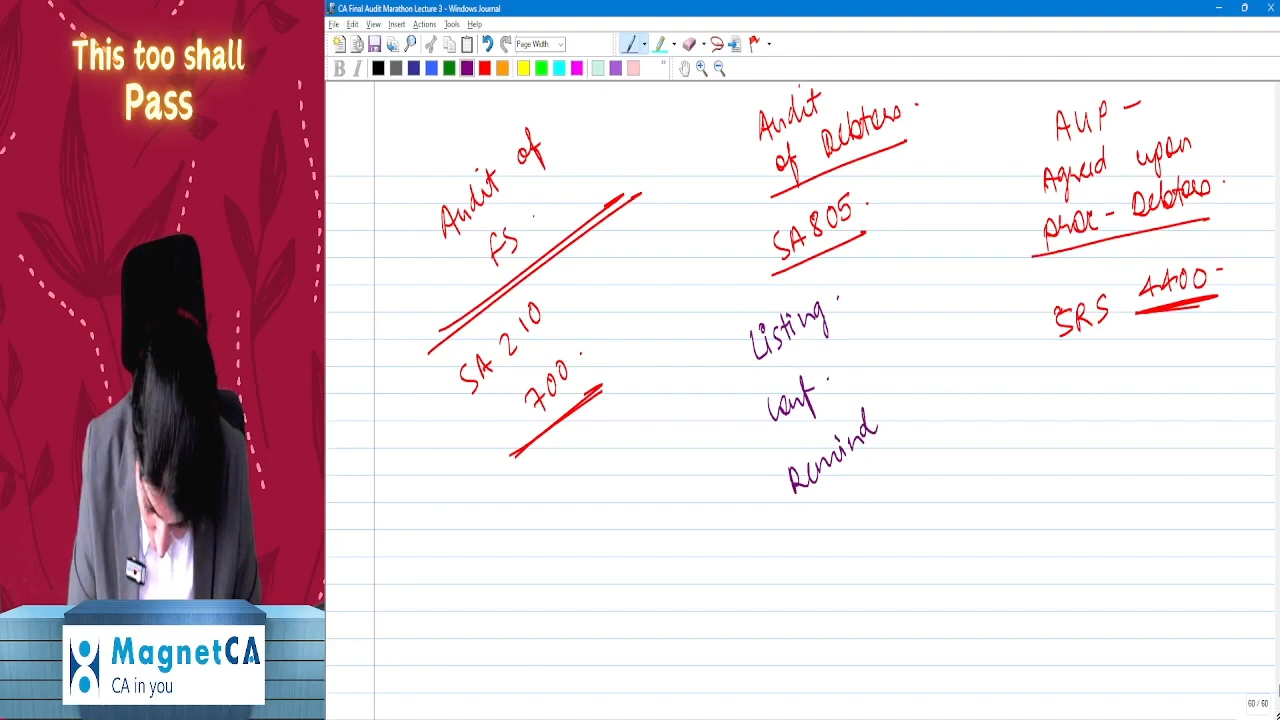 This too shall
Pass
MagnetCA
CA in you
CA Final Audit Marathon Lecture 3 - Windows Journal
File Edit View Insert Actions Tools Help
Page Width
B I
Audit of
FS.
SA 210
700.
Audit
of Debtors.
SA 805.
Listing.
Conf.
Remind
AUP -
Agreed upon
proc - Debtors.
SRS 4400-
60 / 60